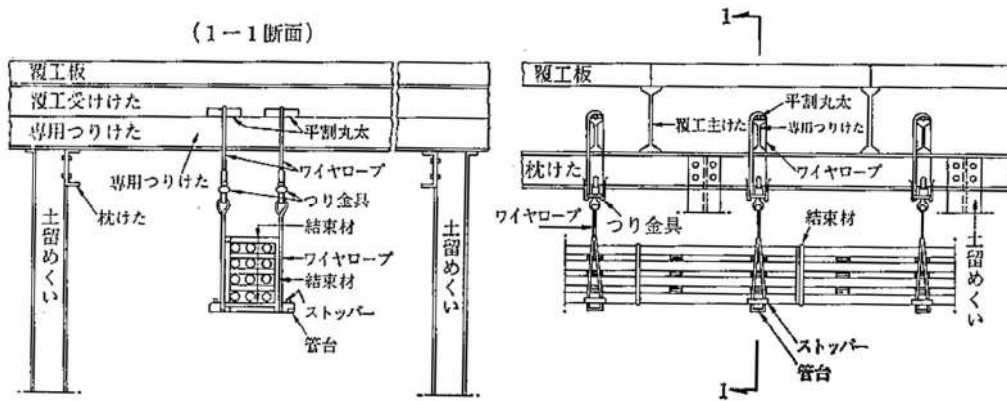 (1－1断面)
覆工板
覆工受けけた
専用つりけた
平割丸太
専用つりけた
ワイヤロープ
枕けた
つり金具
結束材
土留めくい
ワイヤロープ
結束材
土留めくい
ストッパー
管台
1
覆工板
平割丸太
覆工主けた
専用つりけた
ワイヤロープ
枕けた
ワイヤロープ
つり金具
結束材
土留めくい
ストッパー
管台
1